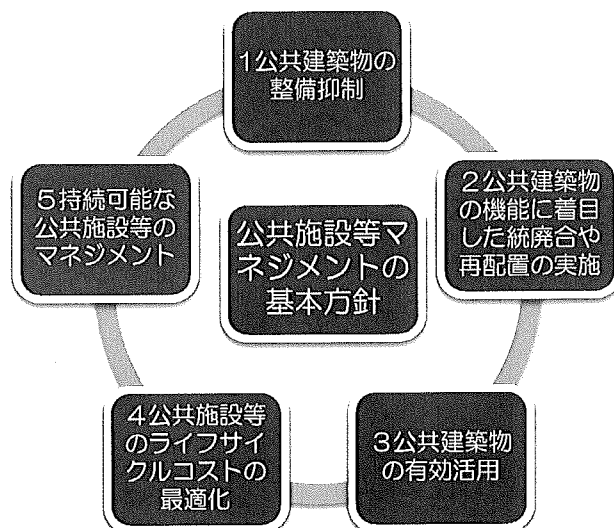 1公共建築物の
整備抑制
2公共建築物
の機能に着目
した統廃合や
再配置の実施
3公共建築物
の有効活用
4公共施設等
のライフサイ
クルコストの
最適化
5持続可能な
公共施設等の
マネジメント
公共施設等マ
ネジメントの
基本方針